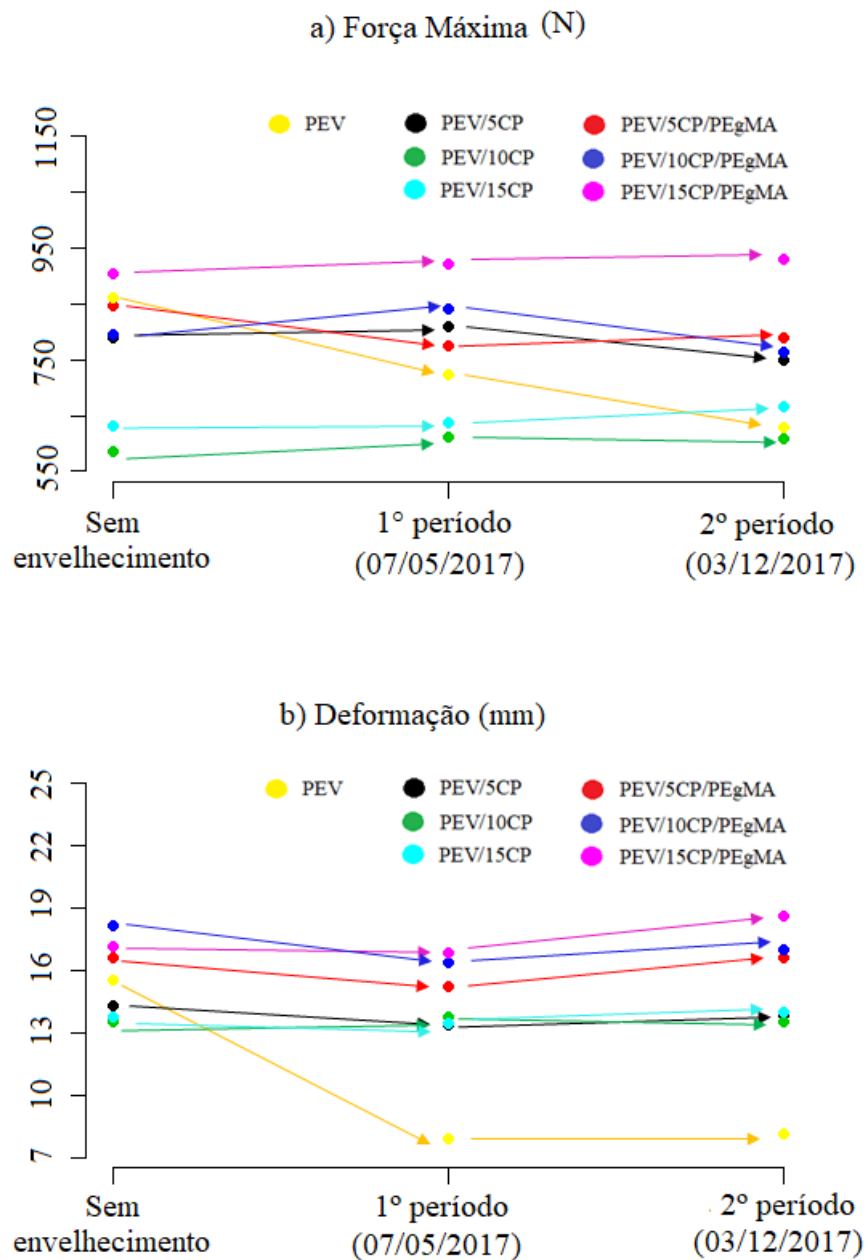 a) Força Máxima (N)
PEV
PEV/5CP
PEV/5CP/PEgMA
PEV/10CP
PEV/10CP/PEgMA
PEV/15CP
PEV/15CP/PEgMA
1150
950
750
550
Sem
envelhecimento
1° período
(07/05/2017)
2º período
(03/12/2017)
b) Deformação (mm)
PEV
PEV/5CP
PEV/5CP/PEgMA
PEV/10CP
PEV/10CP/PEgMA
PEV/15CP
PEV/15CP/PEgMA
25
22
19
16
13
10
7
Sem
envelhecimento
1º período
(07/05/2017)
2º período
(03/12/2017)